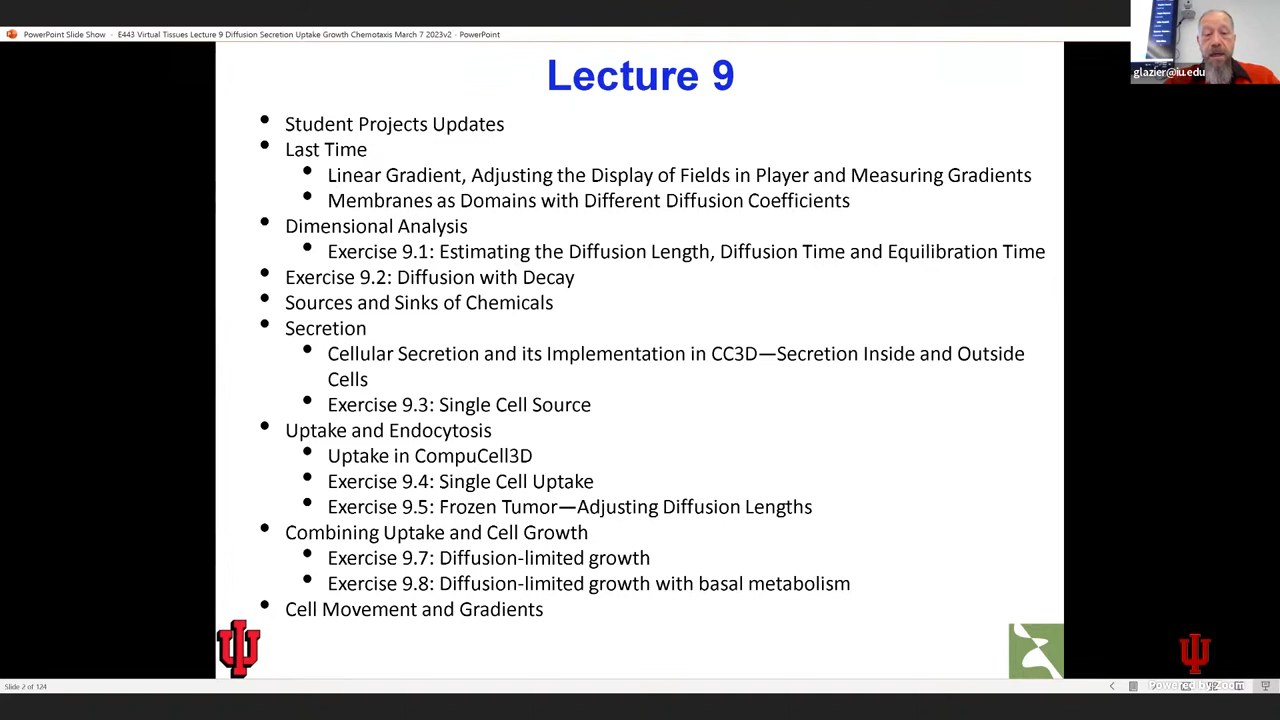 PowerPoint Slide Show - E443 Virtual Tissues Lecture 9 Diffusion Secretion Uptake Growth Chemotaxis March 7 2023v2 - PowerPoint
glazier@iu.edu
Lecture 9
• Student Projects Updates
• Last Time
• Linear Gradient, Adjusting the Display of Fields in Player and Measuring Gradients
• Membranes as Domains with Different Diffusion Coefficients
• Dimensional Analysis
• Exercise 9.1: Estimating the Diffusion Length, Diffusion Time and Equilibration Time
• Exercise 9.2: Diffusion with Decay
• Sources and Sinks of Chemicals
• Secretion
• Cellular Secretion and its Implementation in CC3D—Secretion Inside and Outside
Cells
• Exercise 9.3: Single Cell Source
• Uptake and Endocytosis
• Uptake in CompuCell3D
• Exercise 9.4: Single Cell Uptake
• Exercise 9.5: Frozen Tumor—Adjusting Diffusion Lengths
• Combining Uptake and Cell Growth
• Exercise 9.7: Diffusion-limited growth
• Exercise 9.8: Diffusion-limited growth with basal metabolism
• Cell Movement and Gradients
Slide 2 of 124
Powered by Zoom